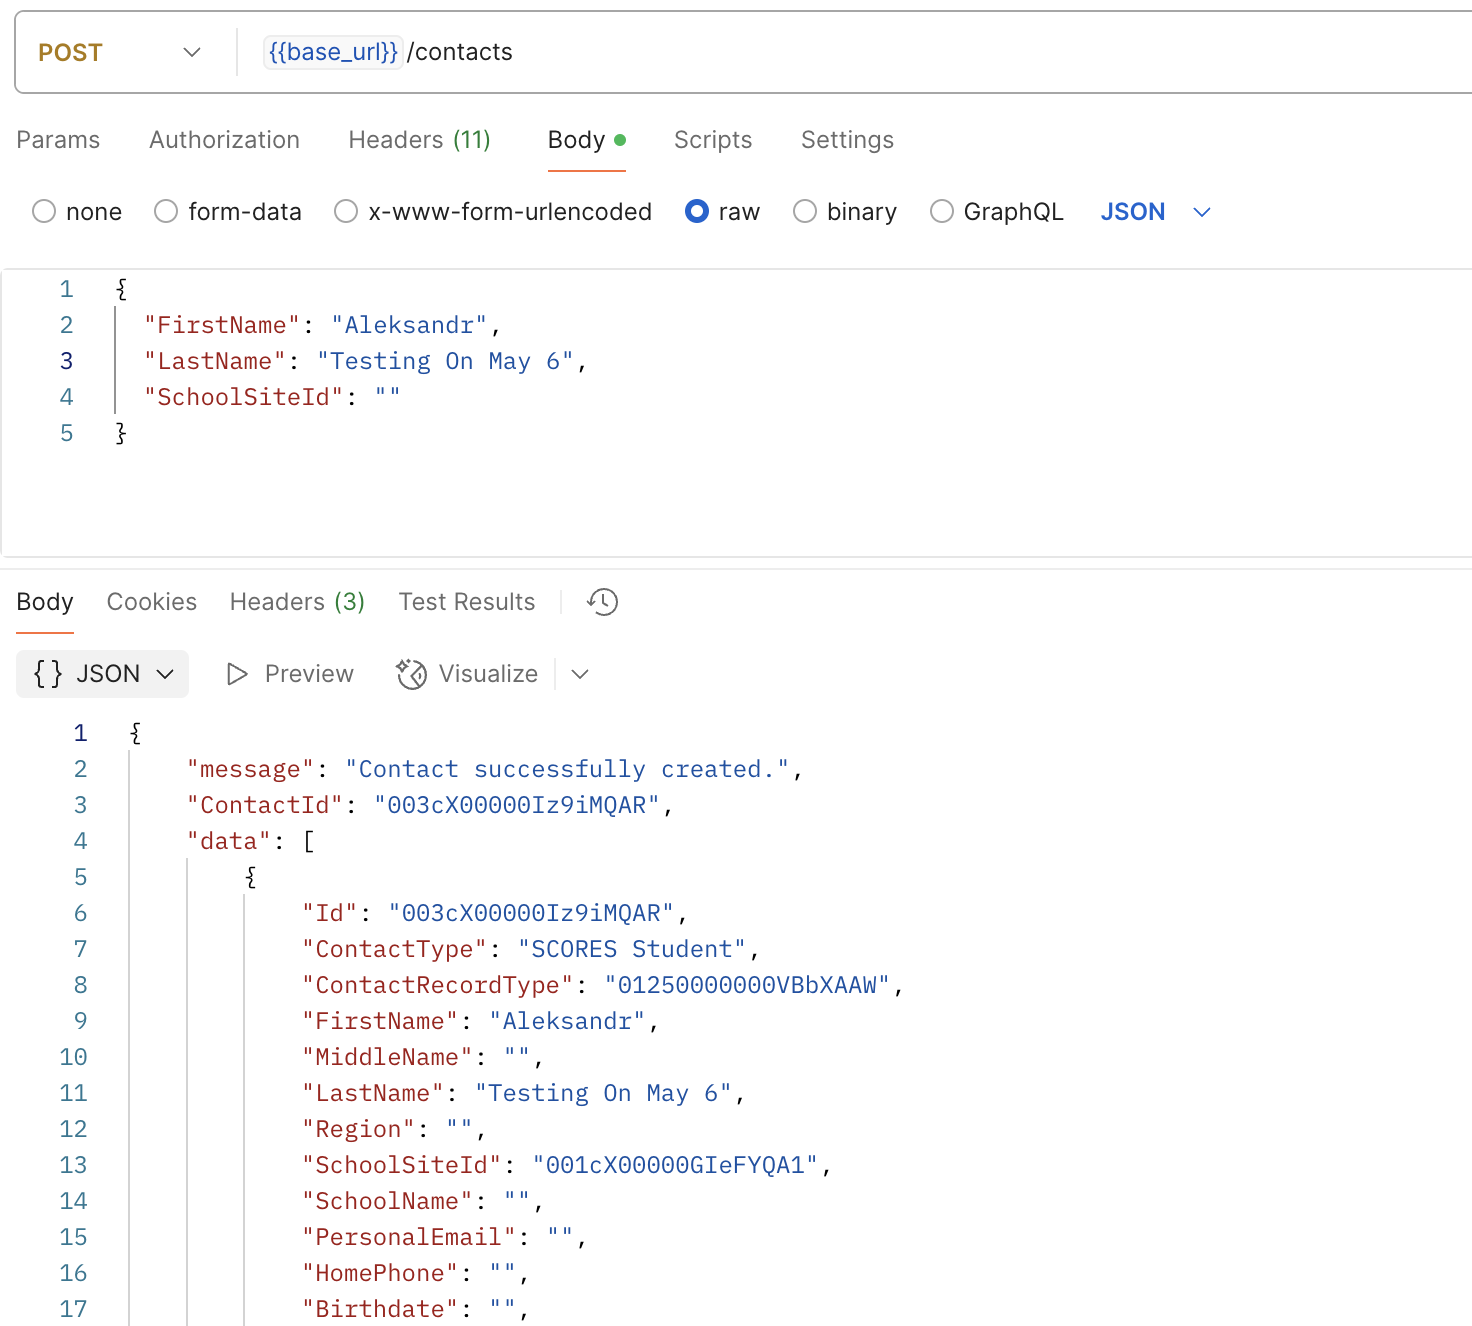 POST {{base_url}} /contacts
Params Authorization Headers (11) Body Scripts Settings
none form-data x-www-form-urlencoded raw binary GraphQL JSON
1 {
2 "FirstName": "Aleksandr",
3 "LastName": "Testing On May 6",
4 "SchoolSiteId": ""
5 }
Body Cookies Headers (3) Test Results
{} JSON Preview Visualize
1 {
2 "message": "Contact successfully created.",
3 "ContactId": "003cX00000Iz9iMQAR",
4 "data": [
5 {
6 "Id": "003cX00000Iz9iMQAR",
7 "ContactType": "SCORES Student",
8 "ContactRecordType": "01250000000VBbXAAW",
9 "FirstName": "Aleksandr",
10 "MiddleName": "",
11 "LastName": "Testing On May 6",
12 "Region": "",
13 "SchoolSiteId": "001cX00000GIeFYQA1",
14 "SchoolName": "",
15 "PersonalEmail": "",
16 "HomePhone": "",
17 "Birthdate": "",